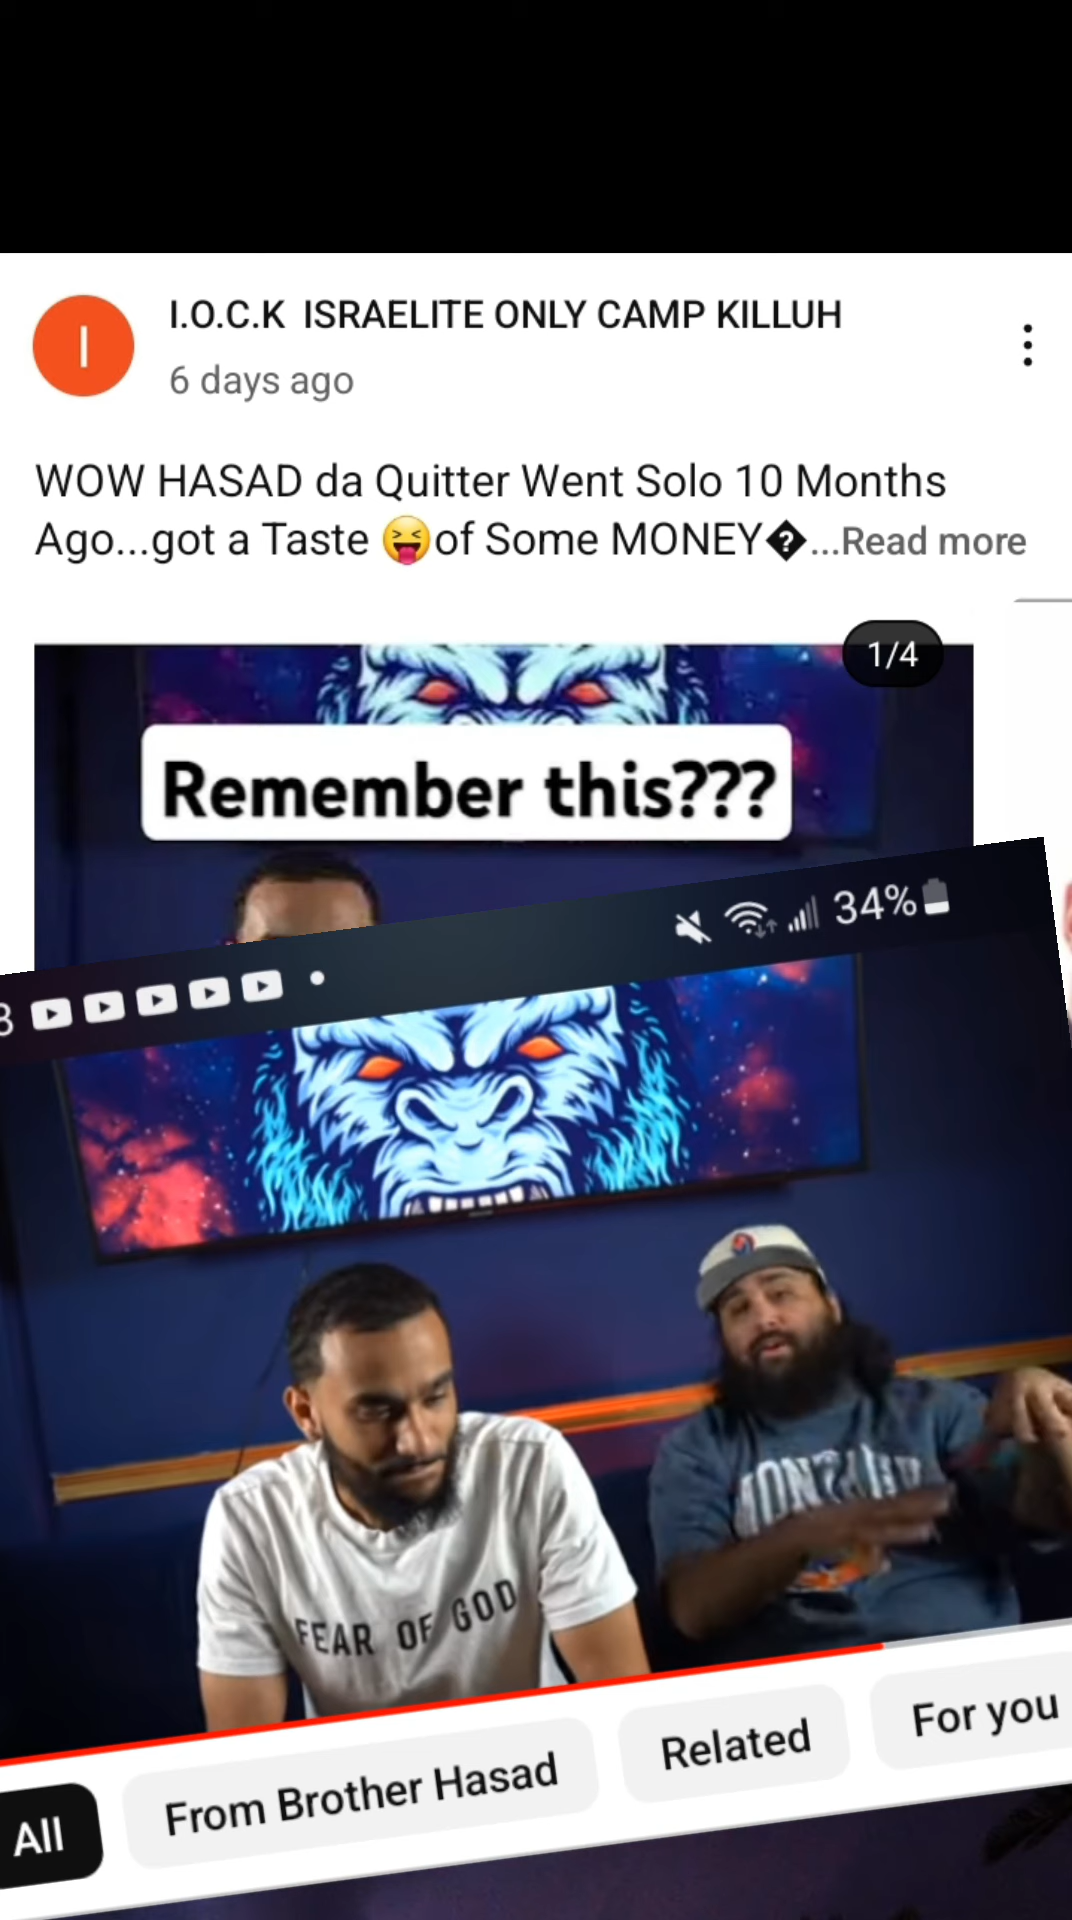 I
I.O.C.K ISRAELITE ONLY CAMP KILLUH
6 days ago
WOW HASAD da Quitter Went Solo 10 Months
Ago...got a Taste 😝of Some MONEY�...Read more
1/4
Remember this???
34%
FEAR OF GOD
All
From Brother Hasad
Related
For you